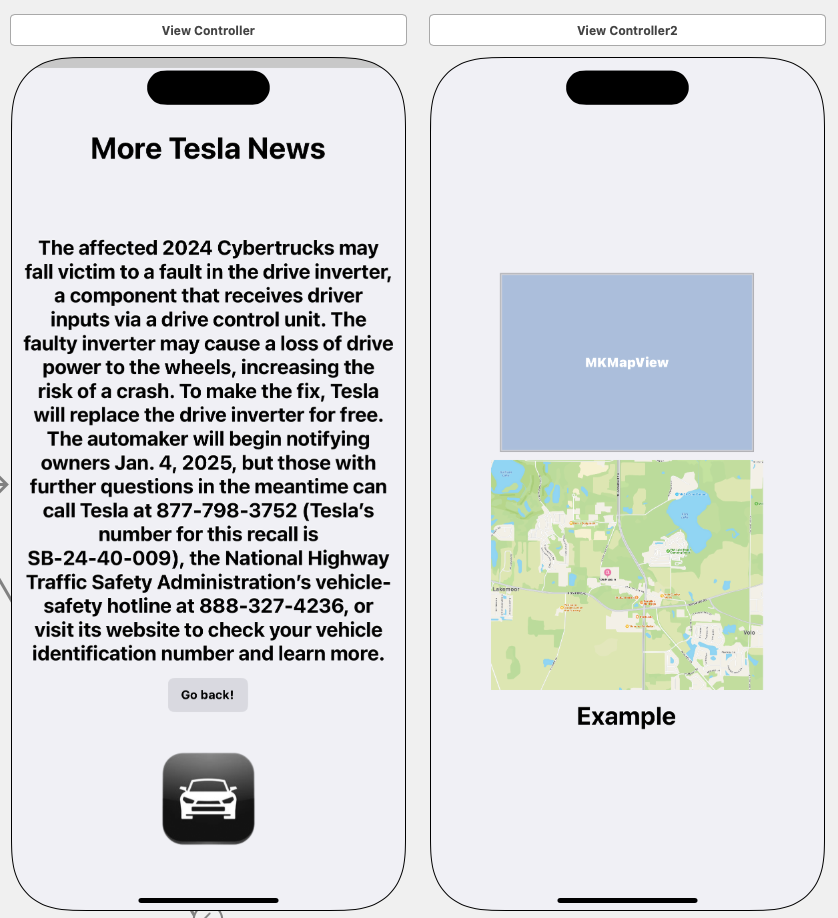 View Controller
More Tesla News
The affected 2024 Cybertrucks may
fall victim to a fault in the drive inverter,
a component that receives driver
inputs via a drive control unit. The
faulty inverter may cause a loss of drive
power to the wheels, increasing the
risk of a crash. To make the fix, Tesla
will replace the drive inverter for free.
The automaker will begin notifying
owners Jan. 4, 2025, but those with
further questions in the meantime can
call Tesla at 877-798-3752 (Tesla’s
number for this recall is
SB-24-40-009), the National Highway
Traffic Safety Administration’s vehicle-
safety hotline at 888-327-4236, or
visit its website to check your vehicle
identification number and learn more.
Go back!
View Controller2
MKMapView
Lakemoor
Volo
Example